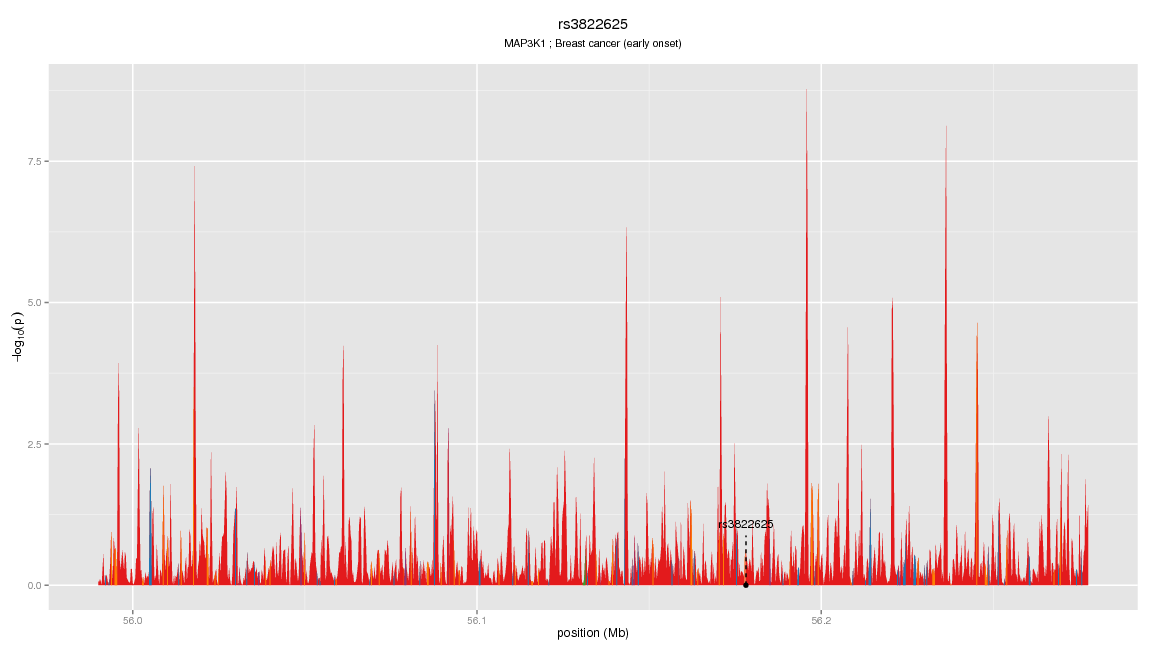 rs3822625
MAP3K1 ; Breast cancer (early onset)
7.5
5.0
2.5
0.0
−log10(p)
rs3822625
56.0
56.1
56.2
position (Mb)